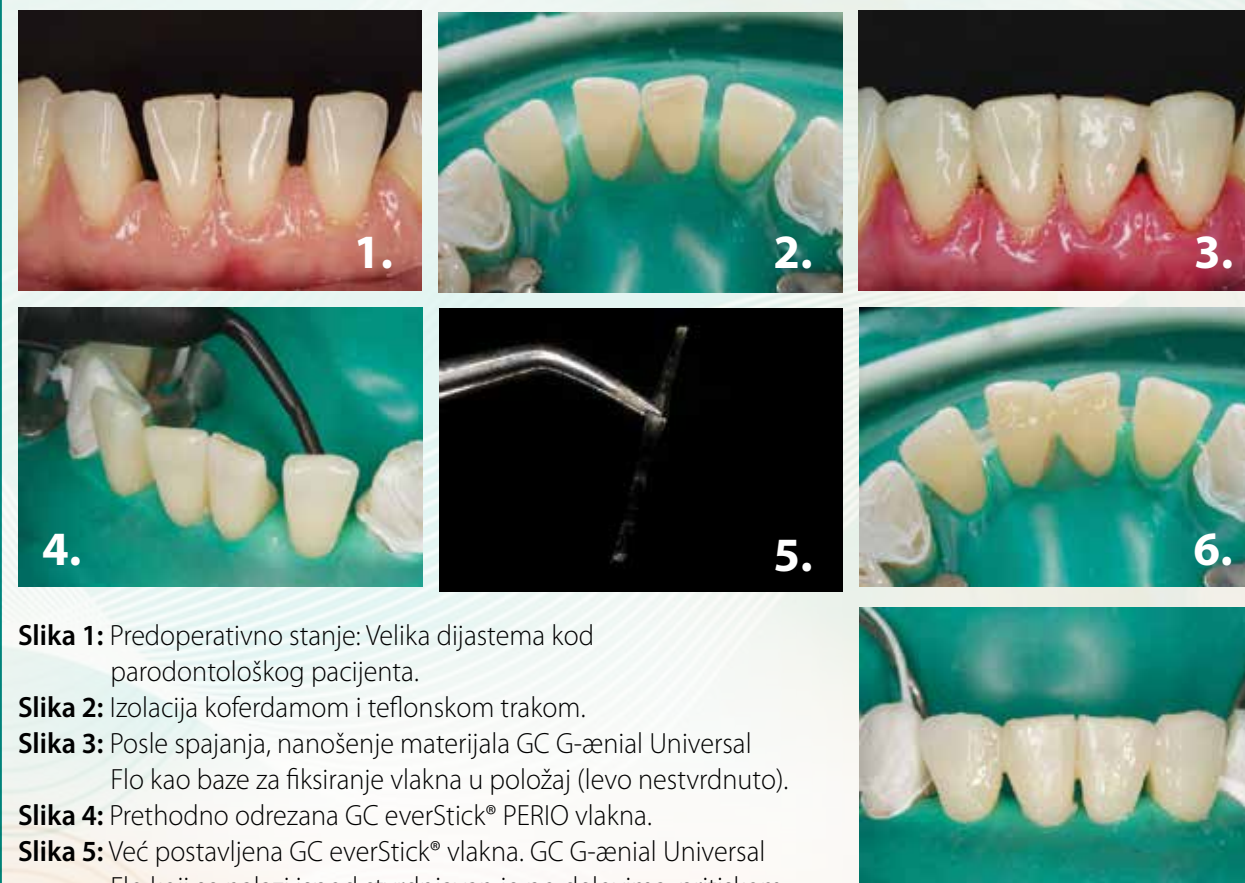 1.
2.
3.
4.
5.
6.
Slika 1: Predoperativno stanje: Velika dijastema kod
parodontološkog pacijenta.
Slika 2: Izolacija koferdamom i teflonskom trakom.
Slika 3: Posle spajanja, nanošenje materijala GC G-ænial Universal
Flo kao baze za fiksiranje vlakna u položaj (levo nestvrdnuto).
Slika 4: Prethodno odrezana GC everStick® PERIO vlakna.
Slika 5: Već postavljena GC everStick® vlakna. GC G-ænial Universal